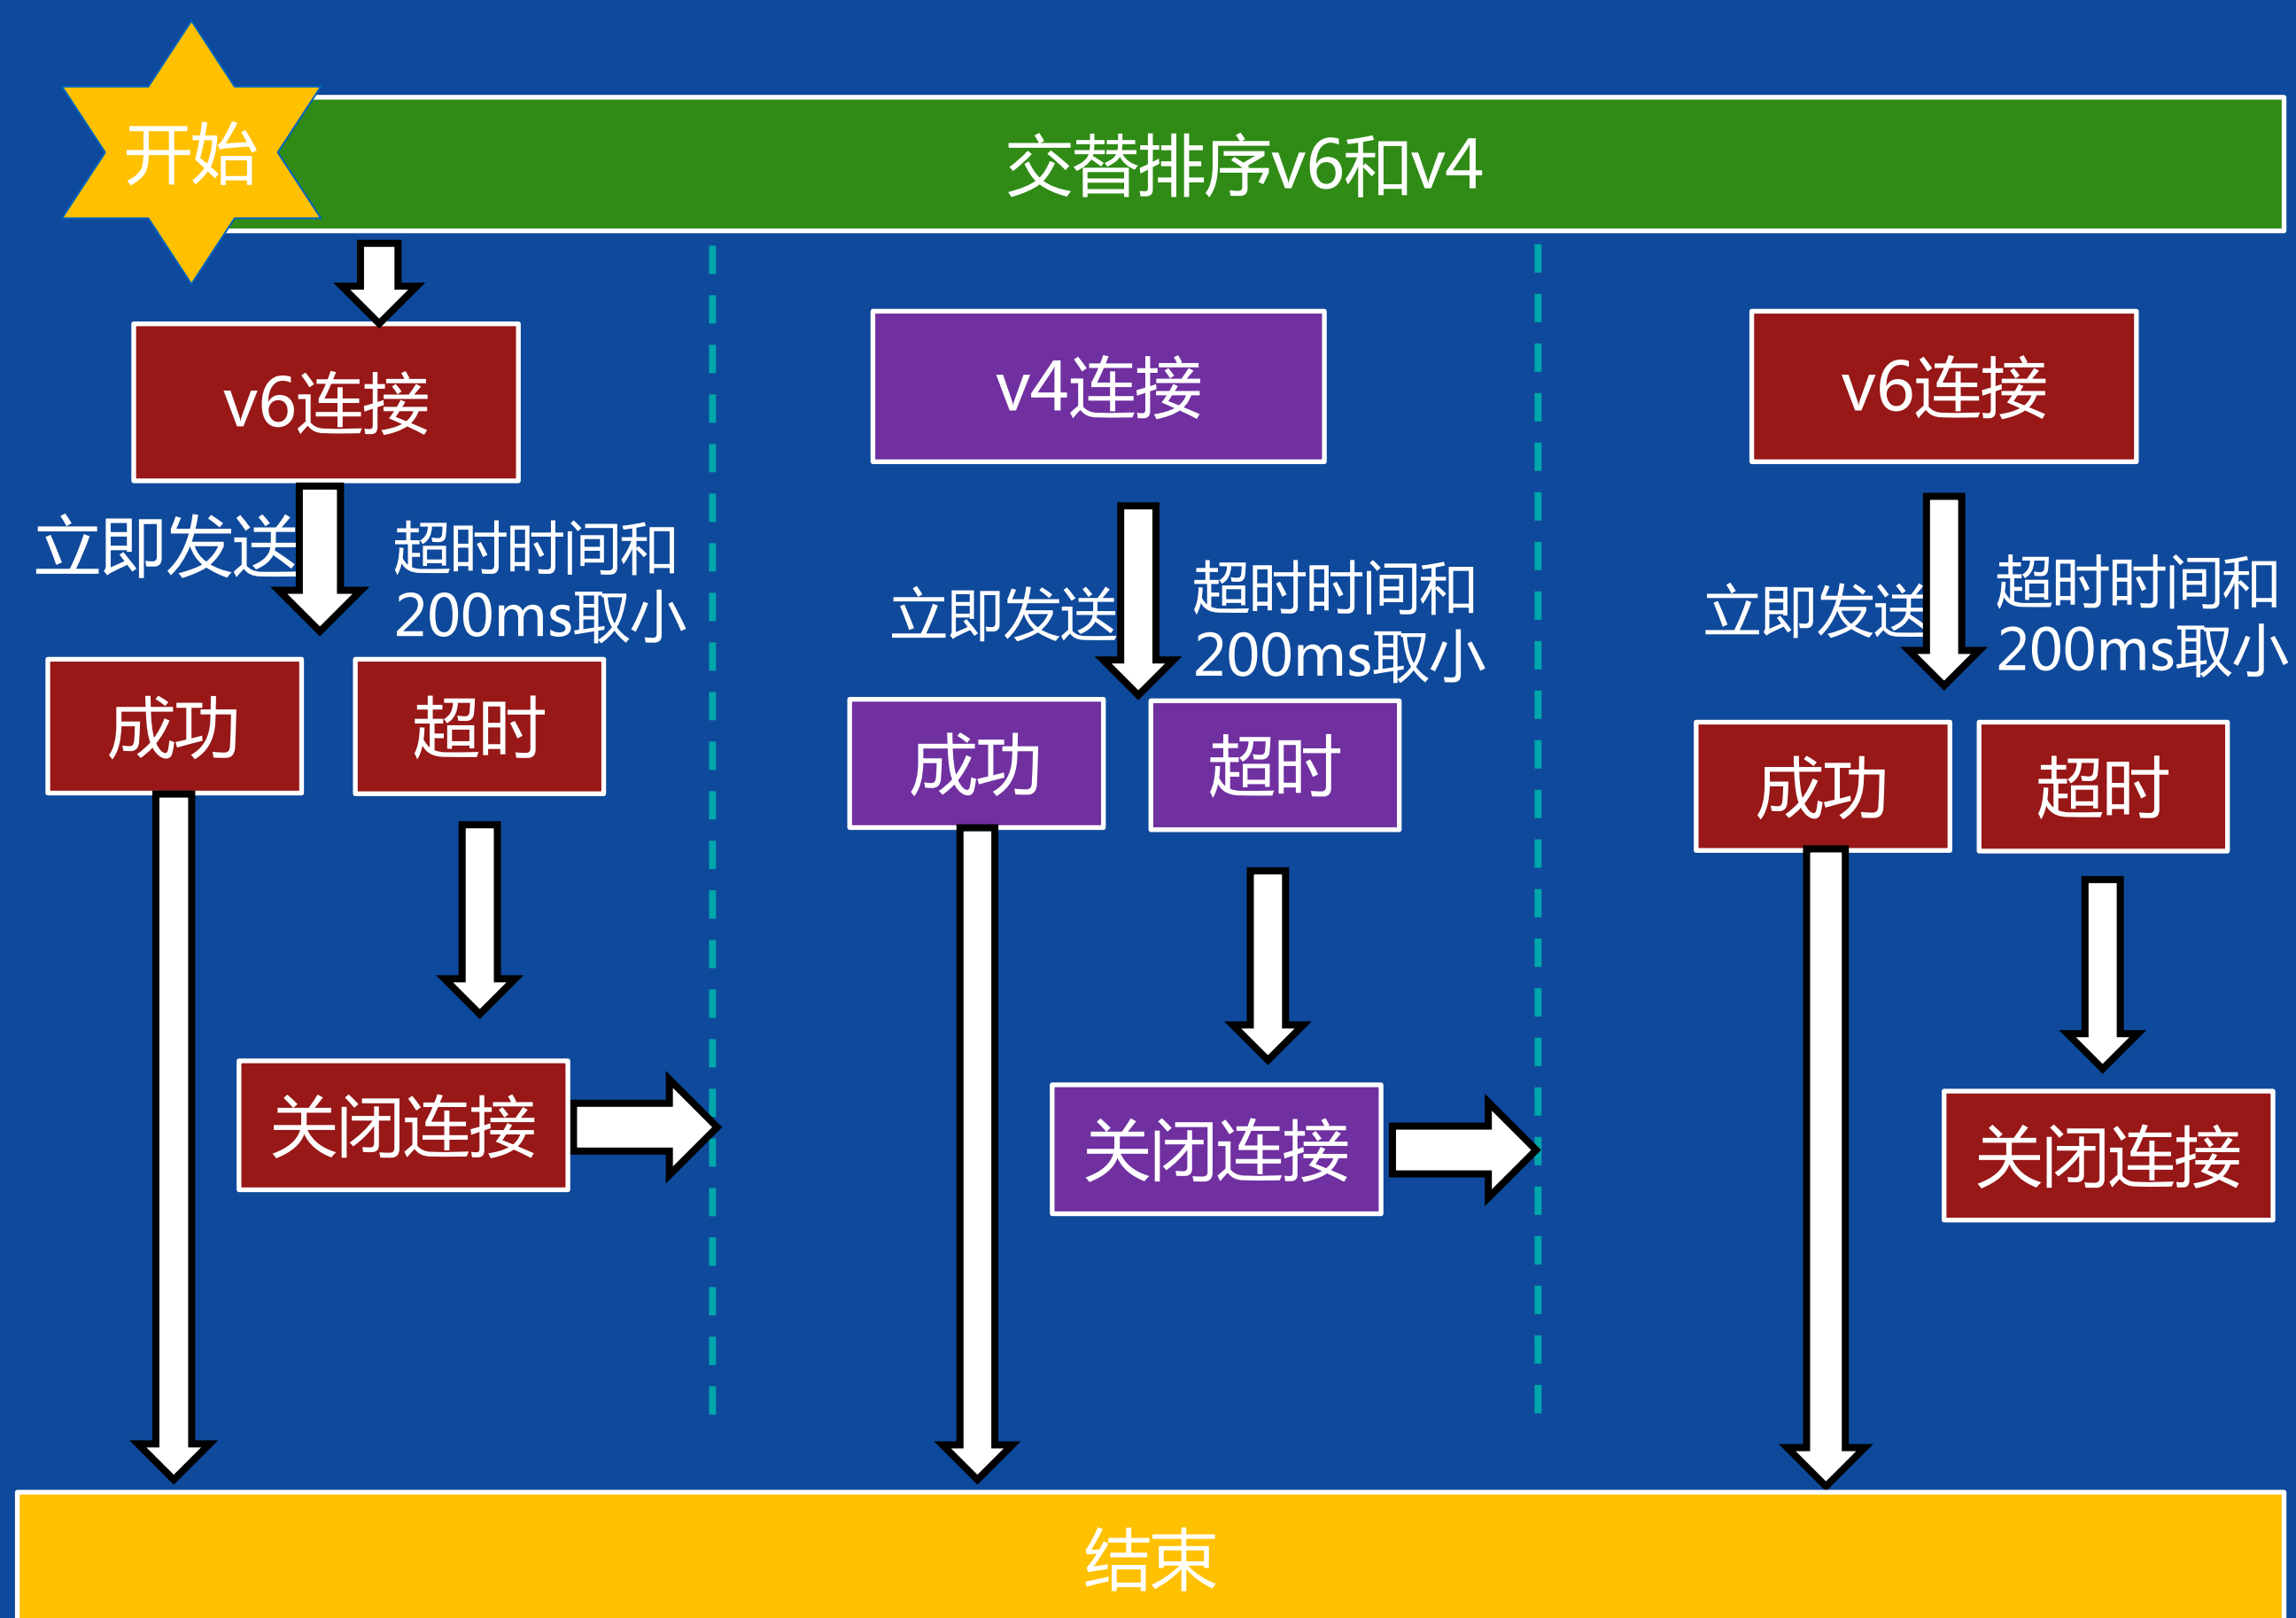 开始
交替排序v6和v4
v6连接
立即发送
超时时间和
200ms取小
成功
超时
关闭连接
v4连接
立即发送
超时时间和
200ms取小
成功
超时
关闭连接
v6连接
立即发送
超时时间和
200ms取小
成功
超时
关闭连接
结束